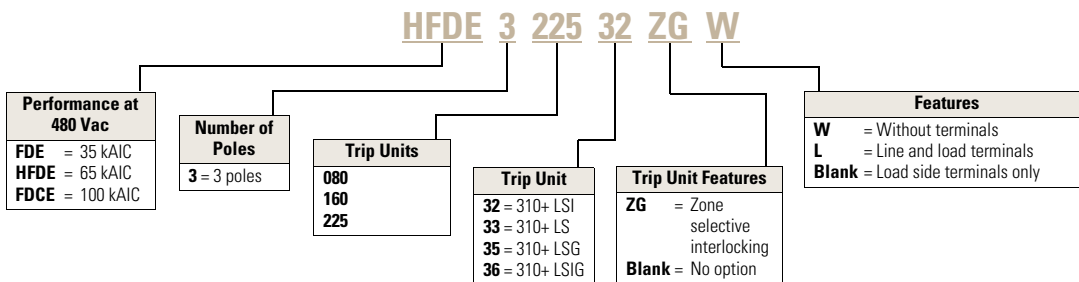 HFDE 3 225 32 ZG W
Performance at
480 Vac
FDE = 35 kAIC
HFDE = 65 kAIC
FDCE = 100 kAIC
Number of
Poles
3 = 3 poles
Trip Units
080
160
225
Trip Unit
32 = 310+ LSI
33 = 310+ LS
35 = 310+ LSG
36 = 310+ LSIG
Trip Unit Features
ZG = Zone
selective
interlocking
Blank = No option
Features
W = Without terminals
L = Line and load terminals
Blank = Load side terminals only